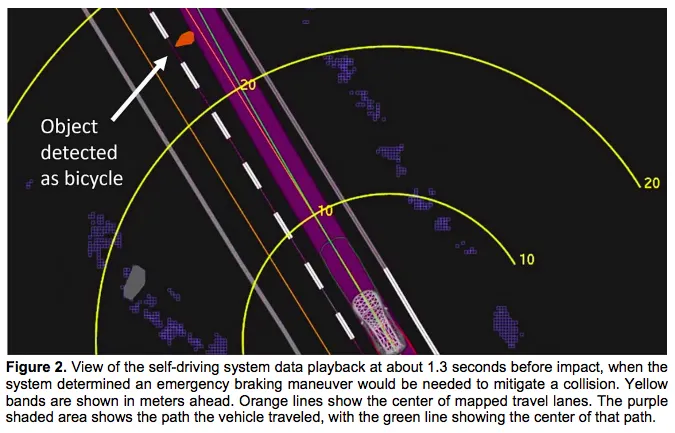 Object
detected
as bicycle
20
20
10
10
Figure 2. View of the self-driving system data playback at about 1.3 seconds before impact, when the
system determined an emergency braking maneuver would be needed to mitigate a collision. Yellow
bands are shown in meters ahead. Orange lines show the center of mapped travel lanes. The purple
shaded area shows the path the vehicle traveled, with the green line showing the center of that path.